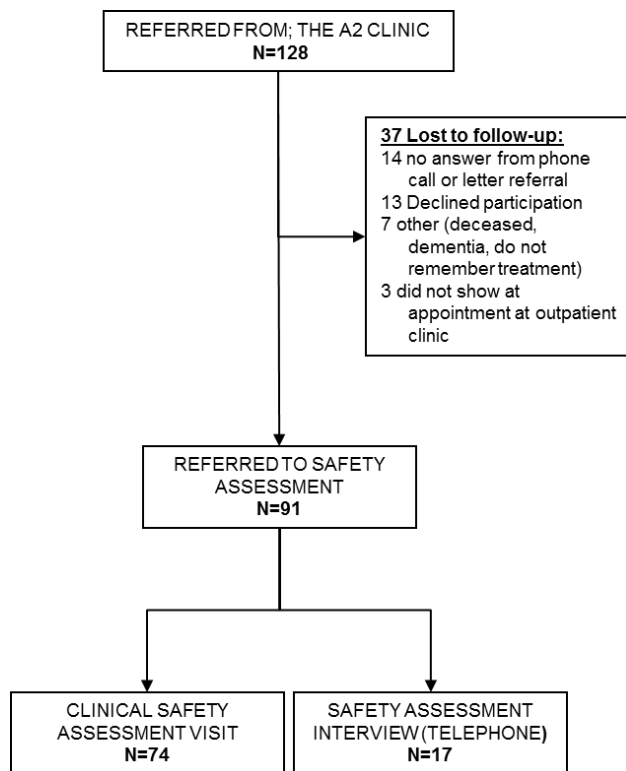 REFERRED FROM; THE A2 CLINIC
N=128
37 Lost to follow-up:
14 no answer from phone
call or letter referral
13 Declined participation
7 other (deceased,
dementia, do not
remember treatment)
3 did not show at
appointment at outpatient
clinic
REFERRED TO SAFETY
ASSESSMENT
N=91
CLINICAL SAFETY
ASSESSMENT VISIT
N=74
SAFETY ASSESSMENT
INTERVIEW (TELEPHONE)
N=17